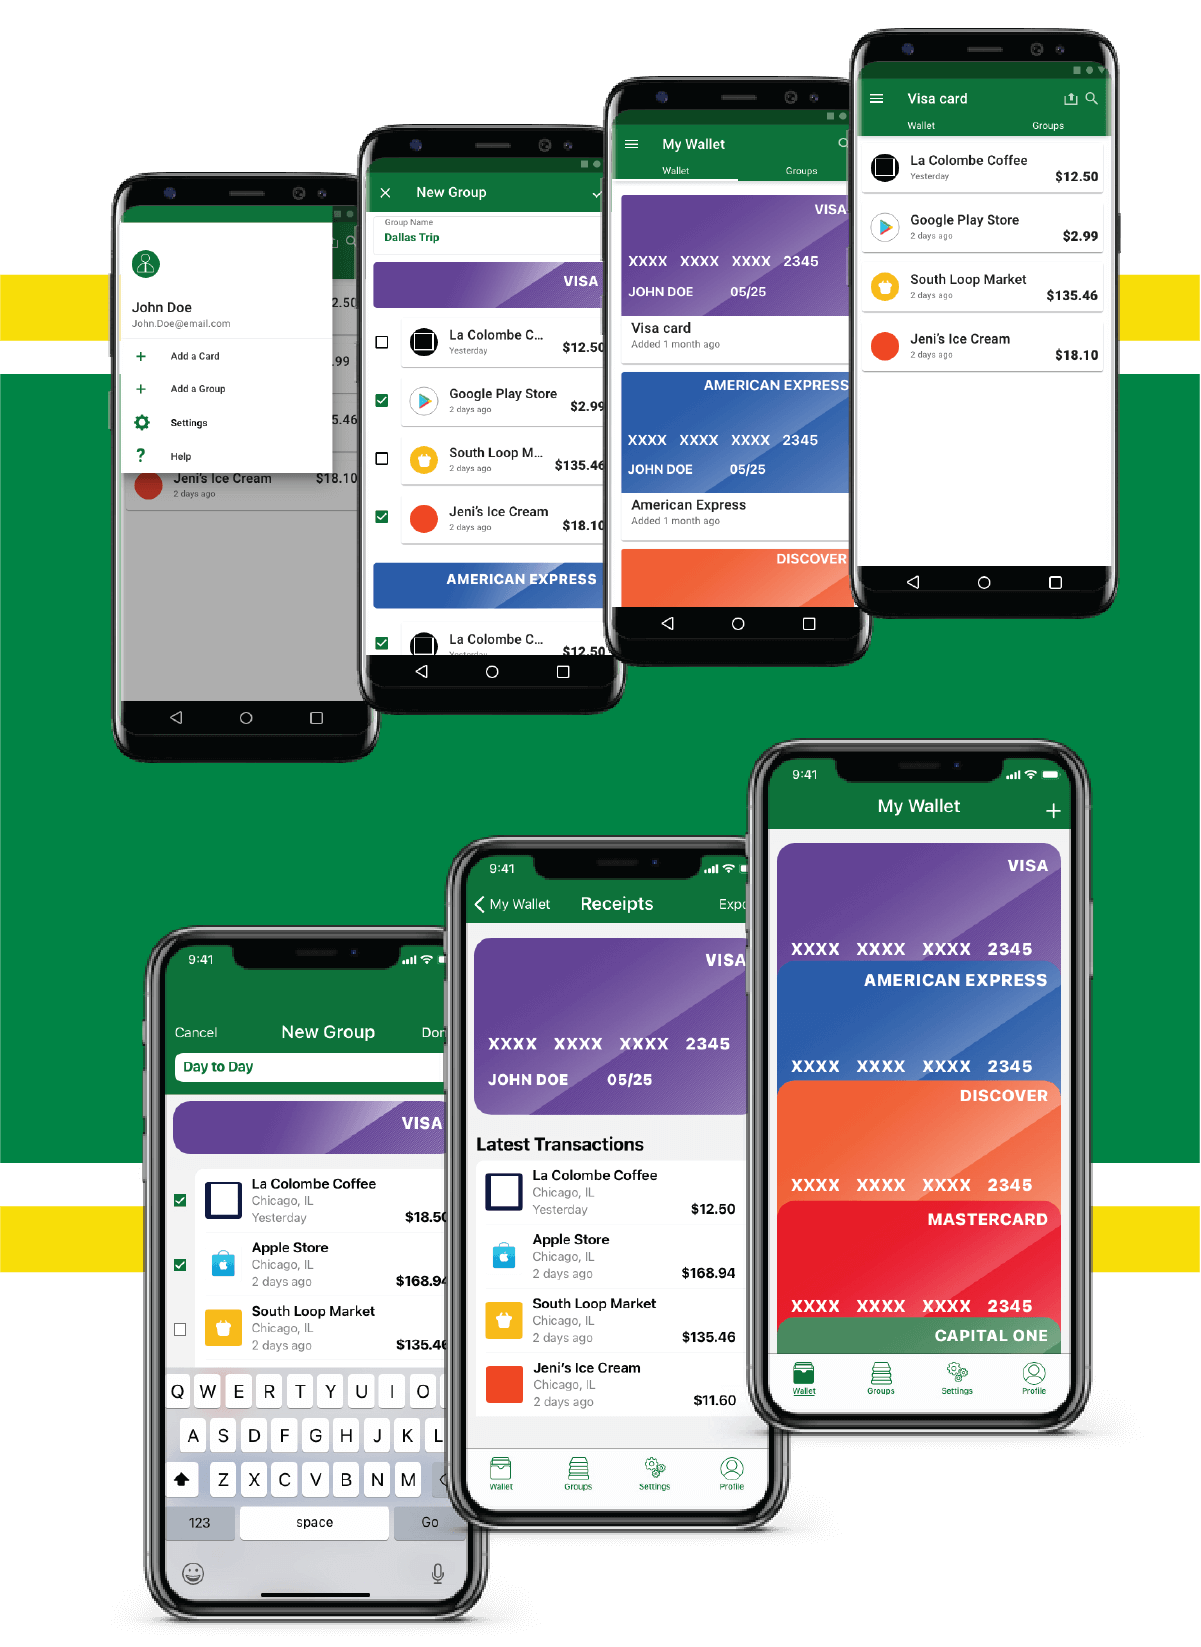 Visa card
Wallet Groups
La Colombe Coffee
Yesterday
$12.50
Google Play Store
2 days ago
$2.99
South Loop Market
2 days ago
$135.46
Jeni's Ice Cream
2 days ago
$18.10
My Wallet
Wallet Groups
VISA
XXXX XXXX XXXX 2345
JOHN DOE 05/25
Visa card
Added 1 month ago
AMERICAN EXPRESS
XXXX XXXX XXXX 2345
JOHN DOE 05/25
American Express
Added 1 month ago
DISCOVER
New Group
Group Name
Dallas Trip
VISA
La Colombe C...
Yesterday
$12.50
Google Play Store
2 days ago
$2.99
South Loop M...
2 days ago
$135.46
Jeni's Ice Cream
2 days ago
$18.10
AMERICAN EXPRESS
La Colombe C...
Yesterday
$12.50
John Doe
John.Doe@email.com
Add a Card
Add a Group
Settings
Help
2.50
.99
5.46
Jeni's Ice Cream
2 days ago
$18.10
9:41
My Wallet
VISA
XXXX XXXX XXXX 2345
AMERICAN EXPRESS
XXXX XXXX XXXX 2345
DISCOVER
XXXX XXXX XXXX 2345
MASTERCARD
XXXX XXXX XXXX 2345
CAPITAL ONE
Wallet Groups Settings Profile
9:41
My Wallet Receipts Expo
VISA
XXXX XXXX XXXX 2345
JOHN DOE 05/25
Latest Transactions
La Colombe Coffee
Chicago, IL
Yesterday
$12.50
Apple Store
Chicago, IL
2 days ago
$168.94
South Loop Market
Chicago, IL
2 days ago
$135.46
Jeni's Ice Cream
Chicago, IL
2 days ago
$11.60
Wallet Groups Settings Profile
9:41
Cancel New Group Don
Day to Day
VISA
La Colombe Coffee
Chicago, IL
Yesterday
$18.50
Apple Store
Chicago, IL
2 days ago
$168.94
South Loop Market
Chicago, IL
2 days ago
$135.46
Q W E R T Y U I O
A S D F G H J K L
Z X C V B N M
123 space Go